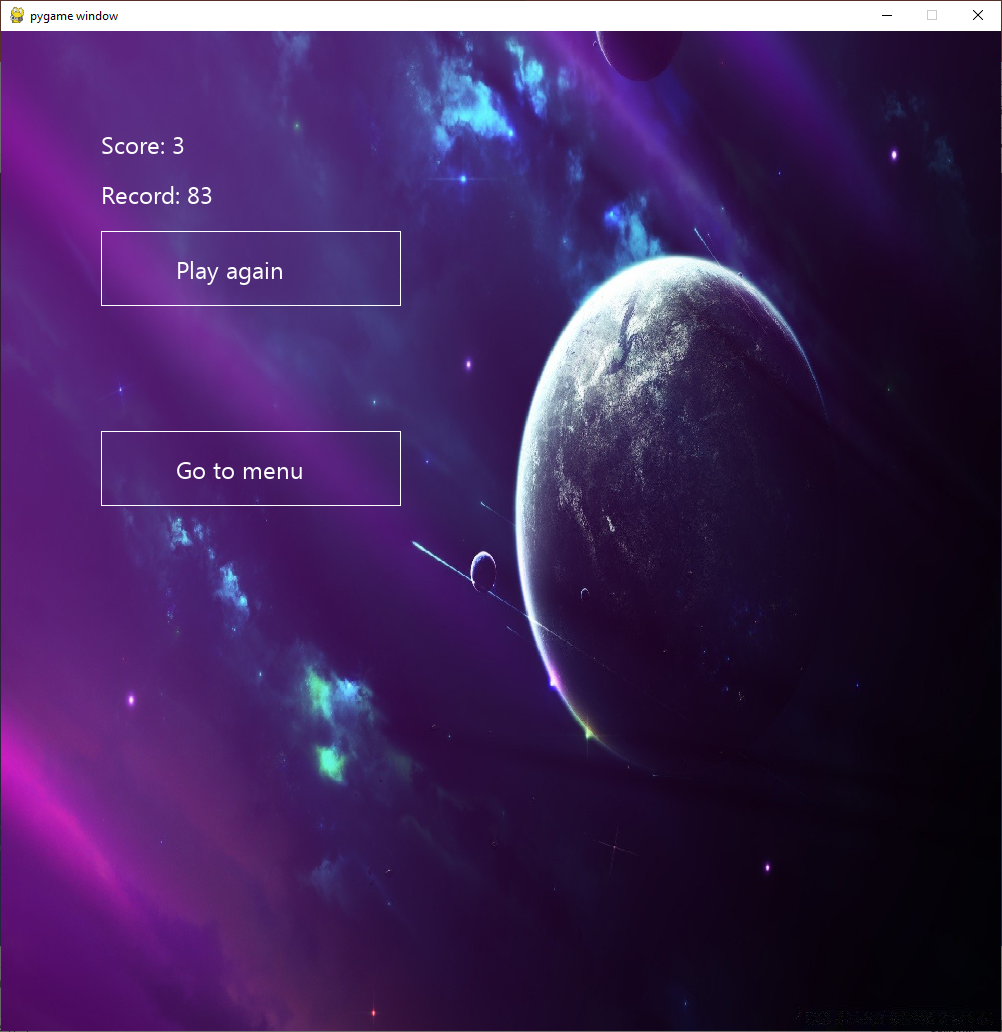 pygame window
Score: 3
Record: 83
Play again
Go to menu